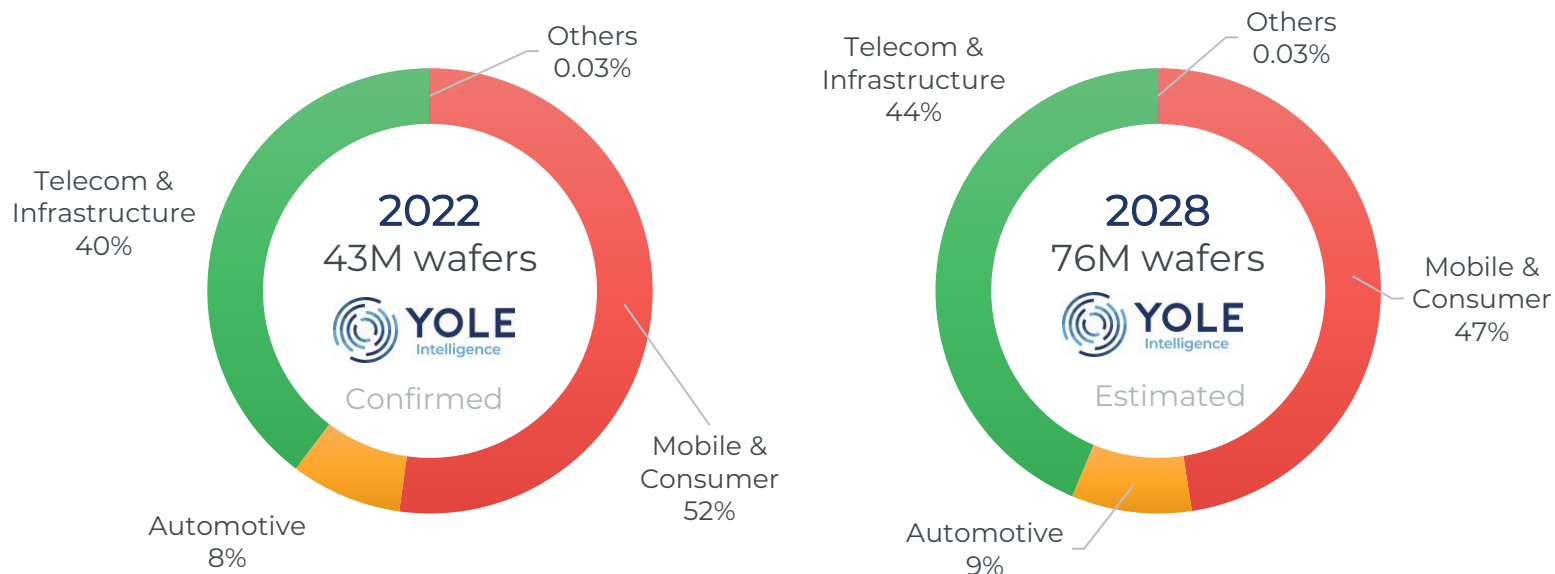 Others
0.03%
Telecom &
Infrastructure
40%
2022
43M wafers
YOLE
Intelligence
Confirmed
Mobile &
Consumer
52%
Automotive
8%
Others
0.03%
Telecom &
Infrastructure
44%
2028
76M wafers
YOLE
Intelligence
Estimated
Mobile &
Consumer
47%
Automotive
9%